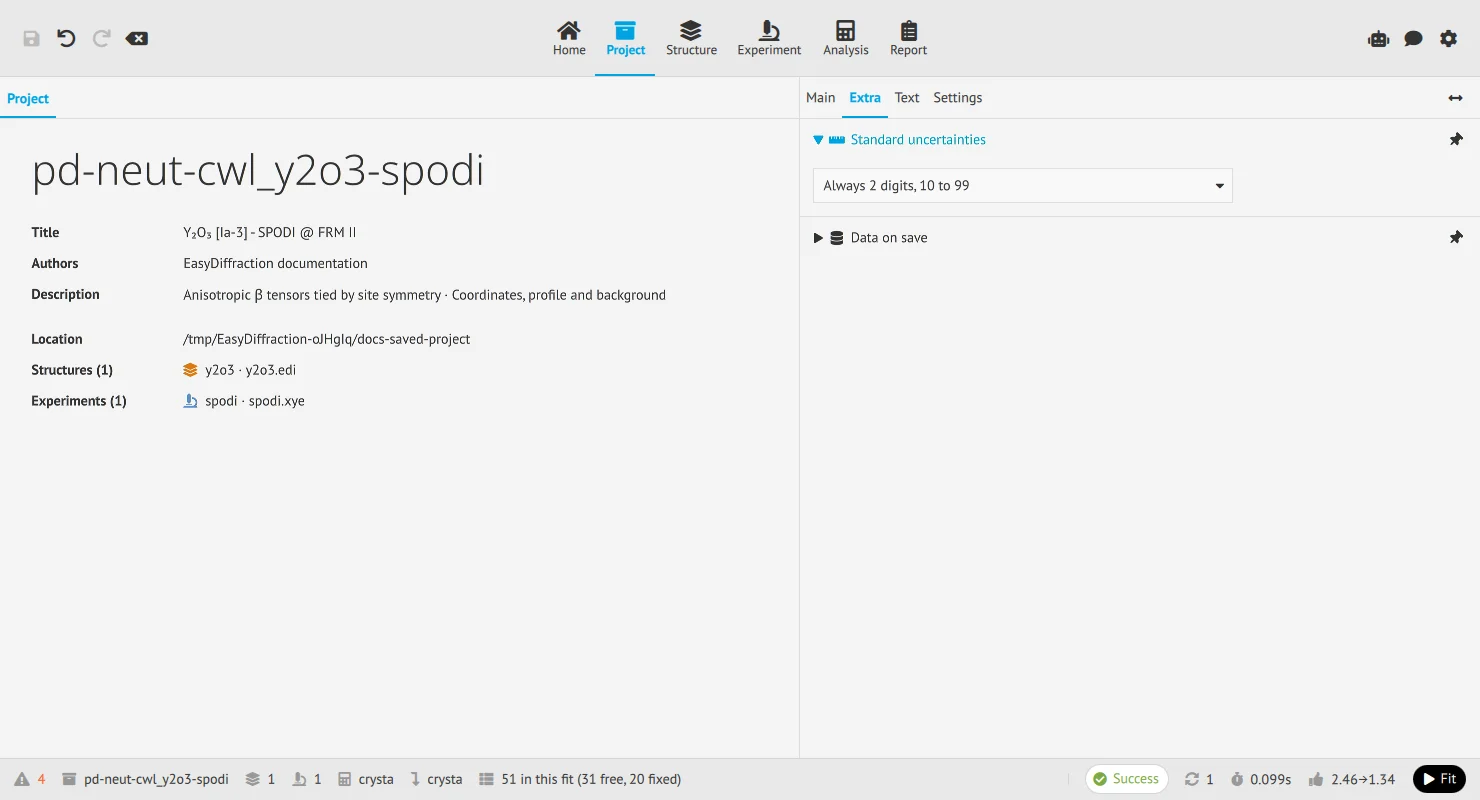 Home
Project
Structure
Experiment
Analysis
Report
Project
Main
Extra
Text
Settings
pd-neut-cwl_y2o3-spodi
Title
Y₂O₃ [Ia-3] - SPODI @ FRM II
Authors
EasyDiffraction documentation
Description
Anisotropic β tensors tied by site symmetry · Coordinates, profile and background
Location
/tmp/EasyDiffraction-oJHgIq/docs-saved-project
Structures (1)
y2o3 · y2o3.edi
Experiments (1)
spodi · spodi.xye
Standard uncertainties
Always 2 digits, 10 to 99
Data on save
4
pd-neut-cwl_y2o3-spodi
1
1
crysta
crysta
51 in this fit (31 free, 20 fixed)
Success
1
0.099s
2.46→1.34
Fit